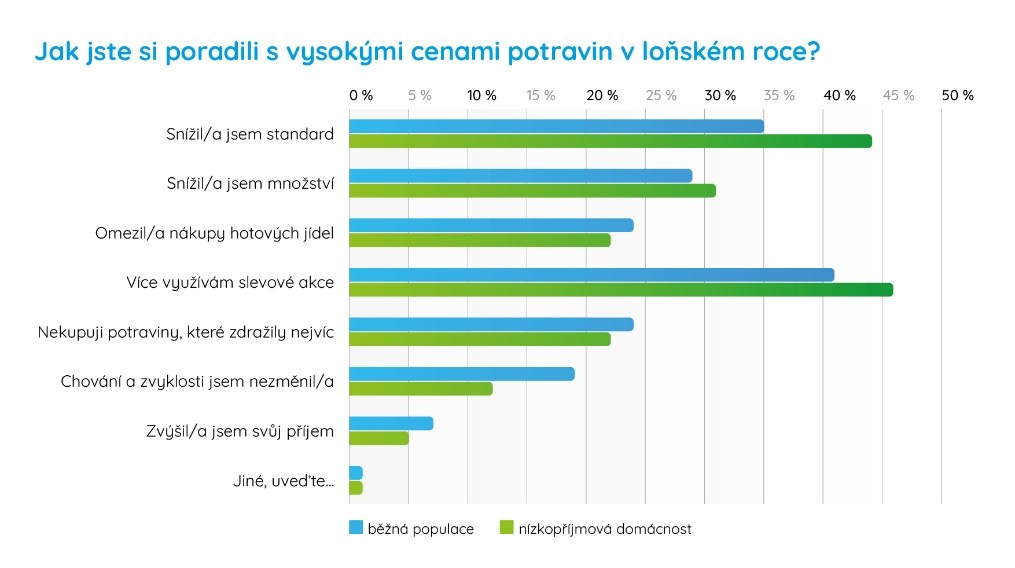 Jak jste si poradili s vysokými cenami potravin v loňském roce?
0 % 5 % 10 % 15 % 20 % 25 % 30 % 35 % 40 % 45 % 50 %
Snížil/a jsem standard
Snížil/a jsem množství
Omezil/a nákupy hotových jídel
Více využívám slevové akce
Nekupuji potraviny, které zdražily nejvíc
Chování a zvyklosti jsem nezměnil/a
Zvýšil/a jsem svůj příjem
Jiné, uveďte...
běžná populace nízkopříjmová domácnost